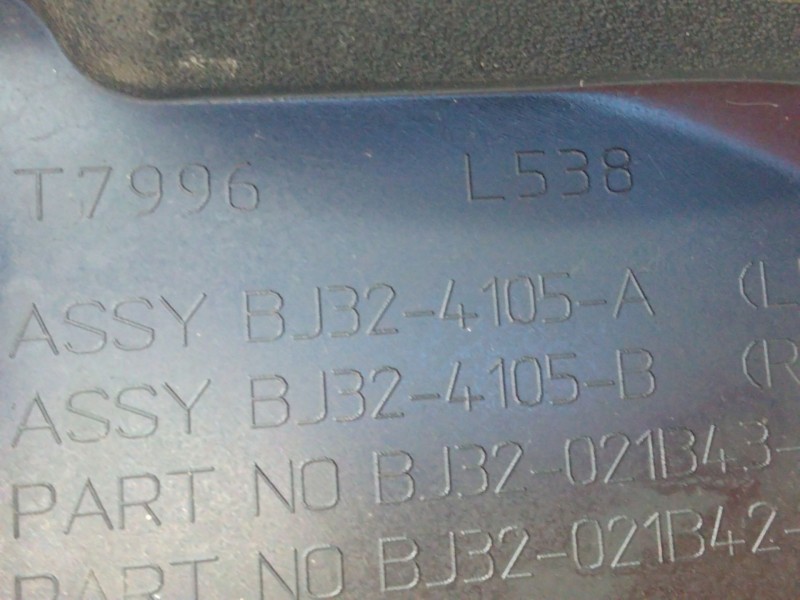 T7996 L538
ASSY BJ32-4105-A (L
ASSY BJ32-4105-B (R
PART NO BJ32-021B43-
PART NO BJ32-021B42-